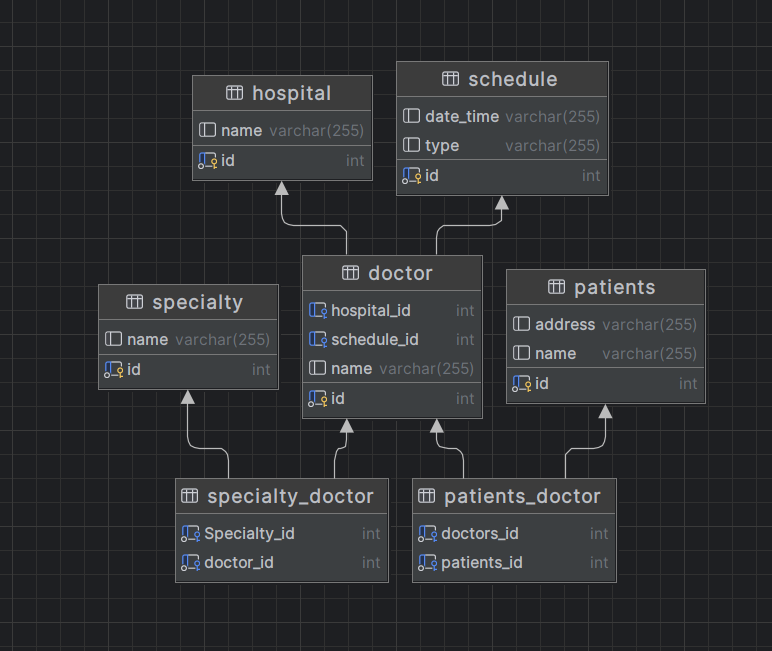 hospital
name varchar(255)
id int
schedule
date_time varchar(255)
type varchar(255)
id int
specialty
name varchar(255)
id int
doctor
hospital_id int
schedule_id int
name varchar(255)
id int
patients
address varchar(255)
name varchar(255)
id int
specialty_doctor
Specialty_id int
doctor_id int
patients_doctor
doctors_id int
patients_id int